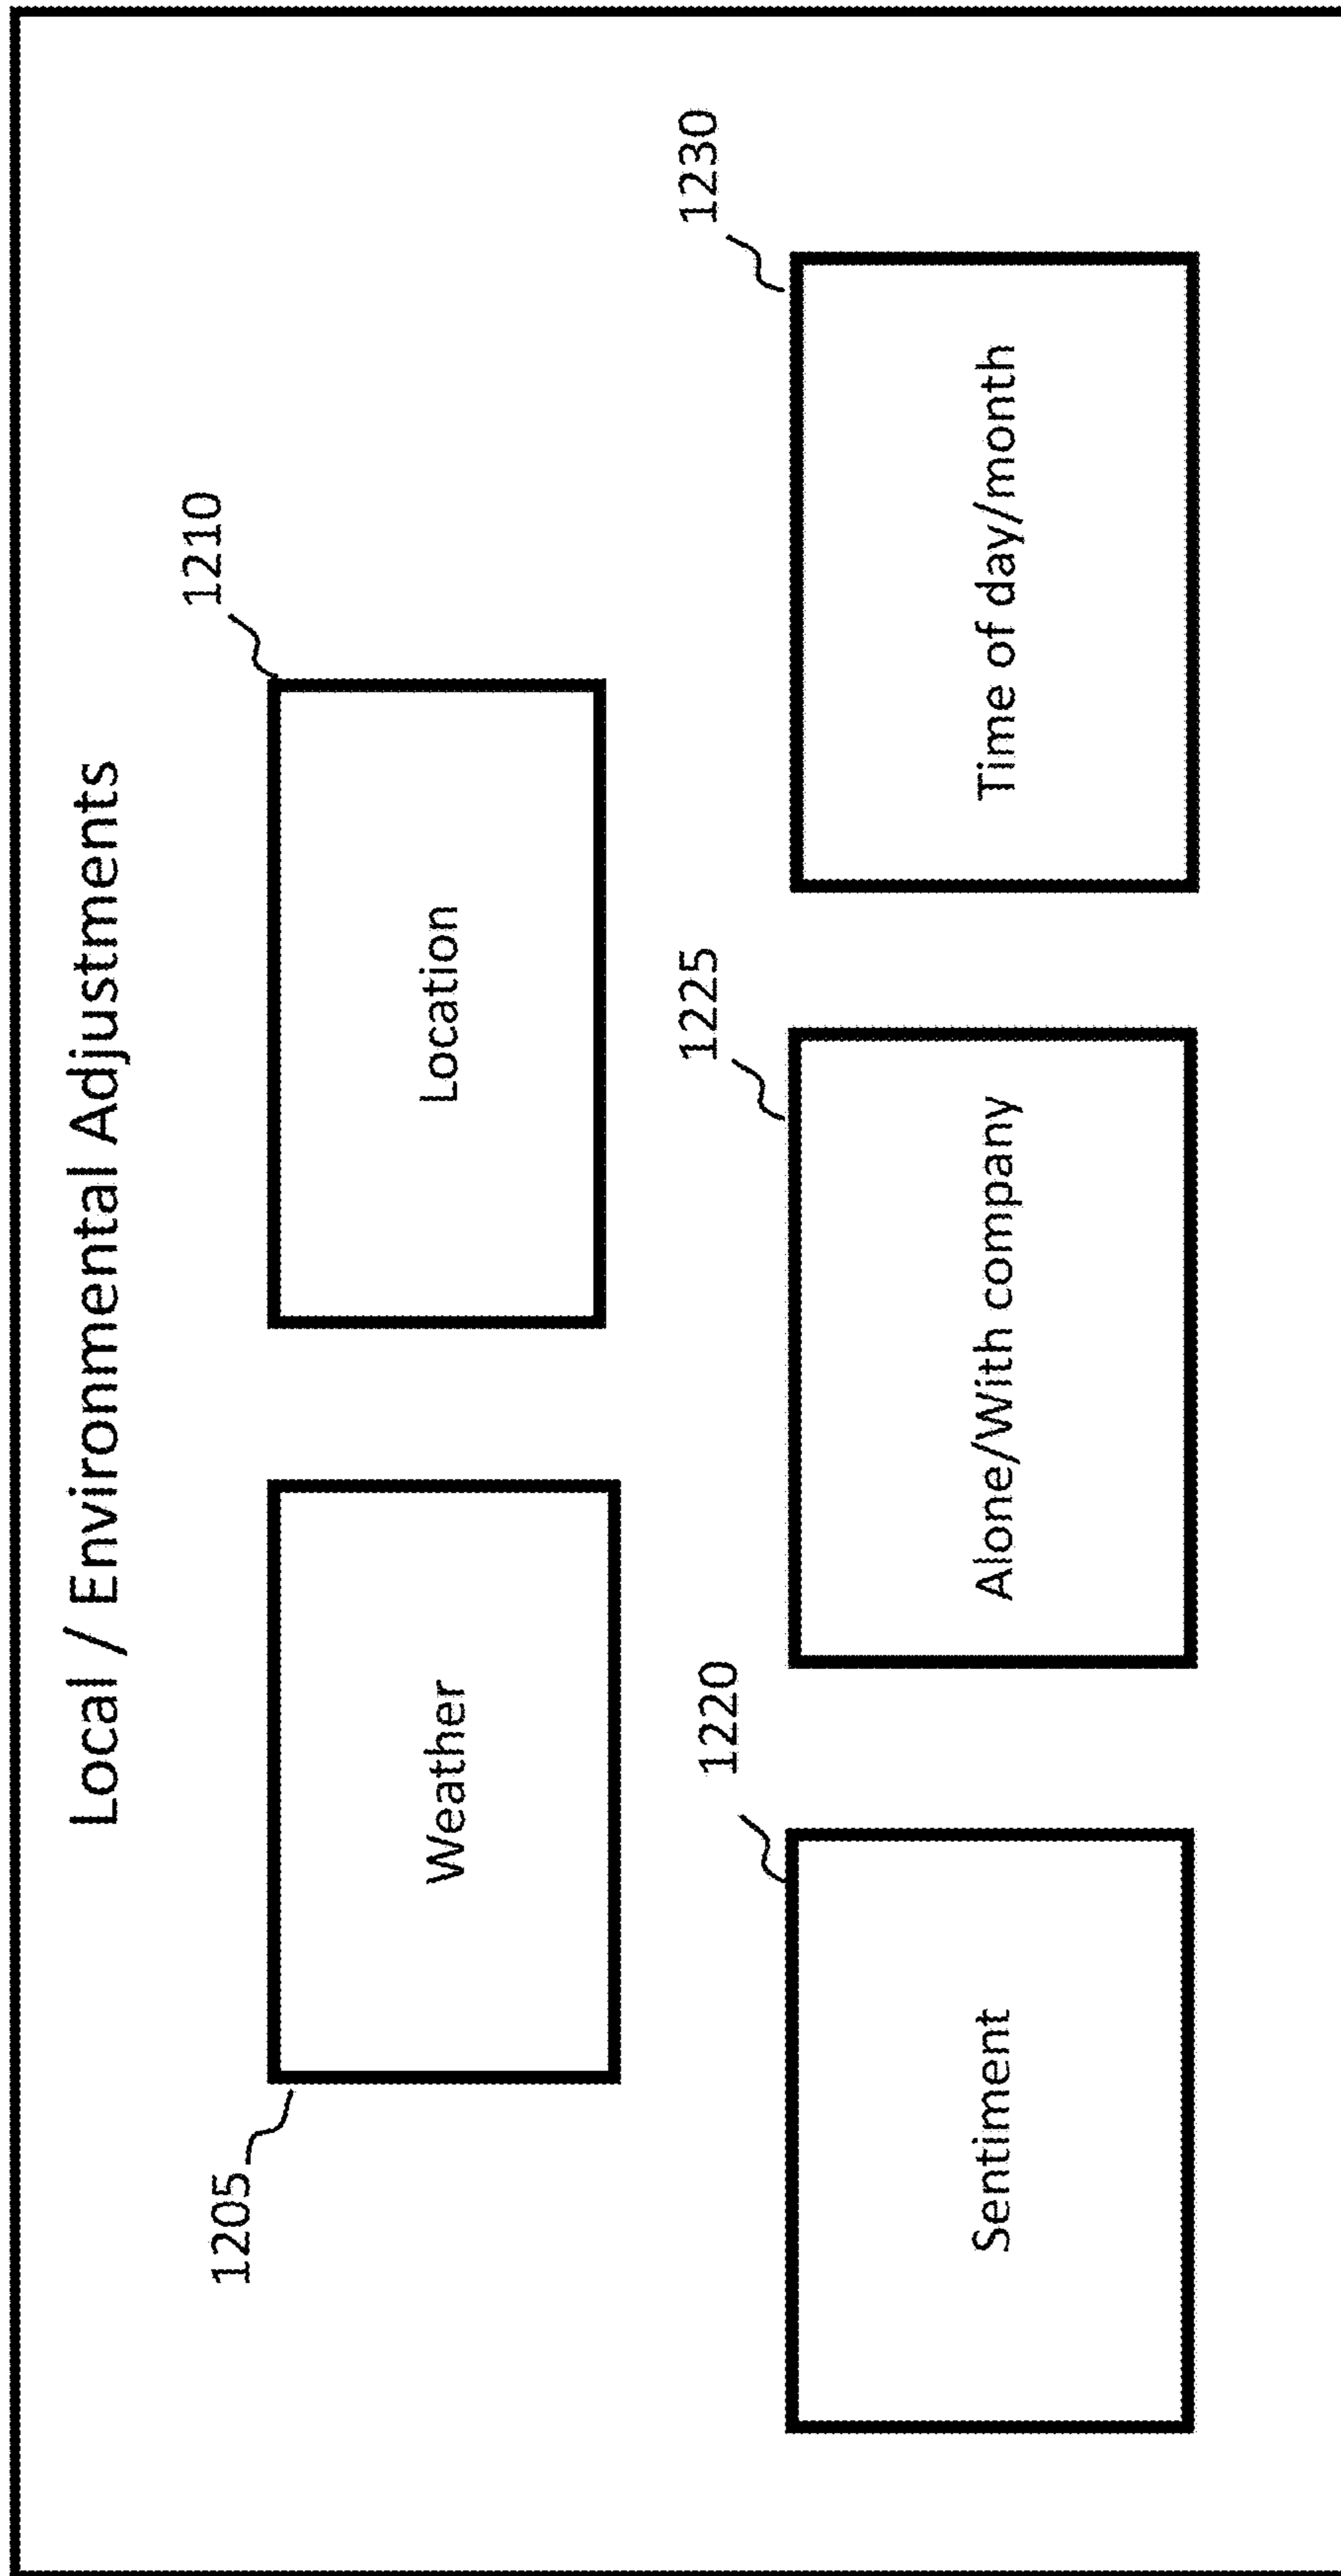 Local / Environmental Adjustments
1205
Weather
1210
Location
1220
Sentiment
1225
Alone/With company
1230
Time of day/month